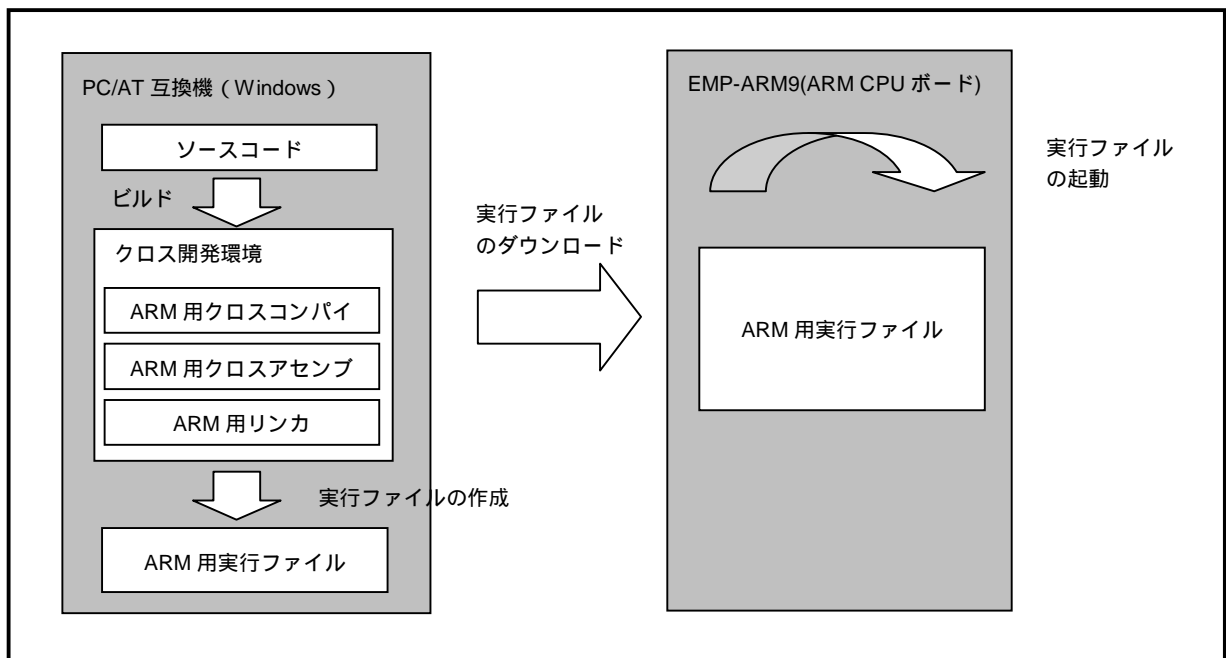 PC/AT 互換機（Windows）
ソースコード
ビルド
クロス開発環境
ARM 用クロスコンパイ
ARM 用クロスアセンブ
ARM 用リンカ
実行ファイルの作成
ARM 用実行ファイル
実行ファイル
のダウンロード
EMP-ARM9(ARM CPU ボード)
実行ファイル
の起動
ARM 用実行ファイル